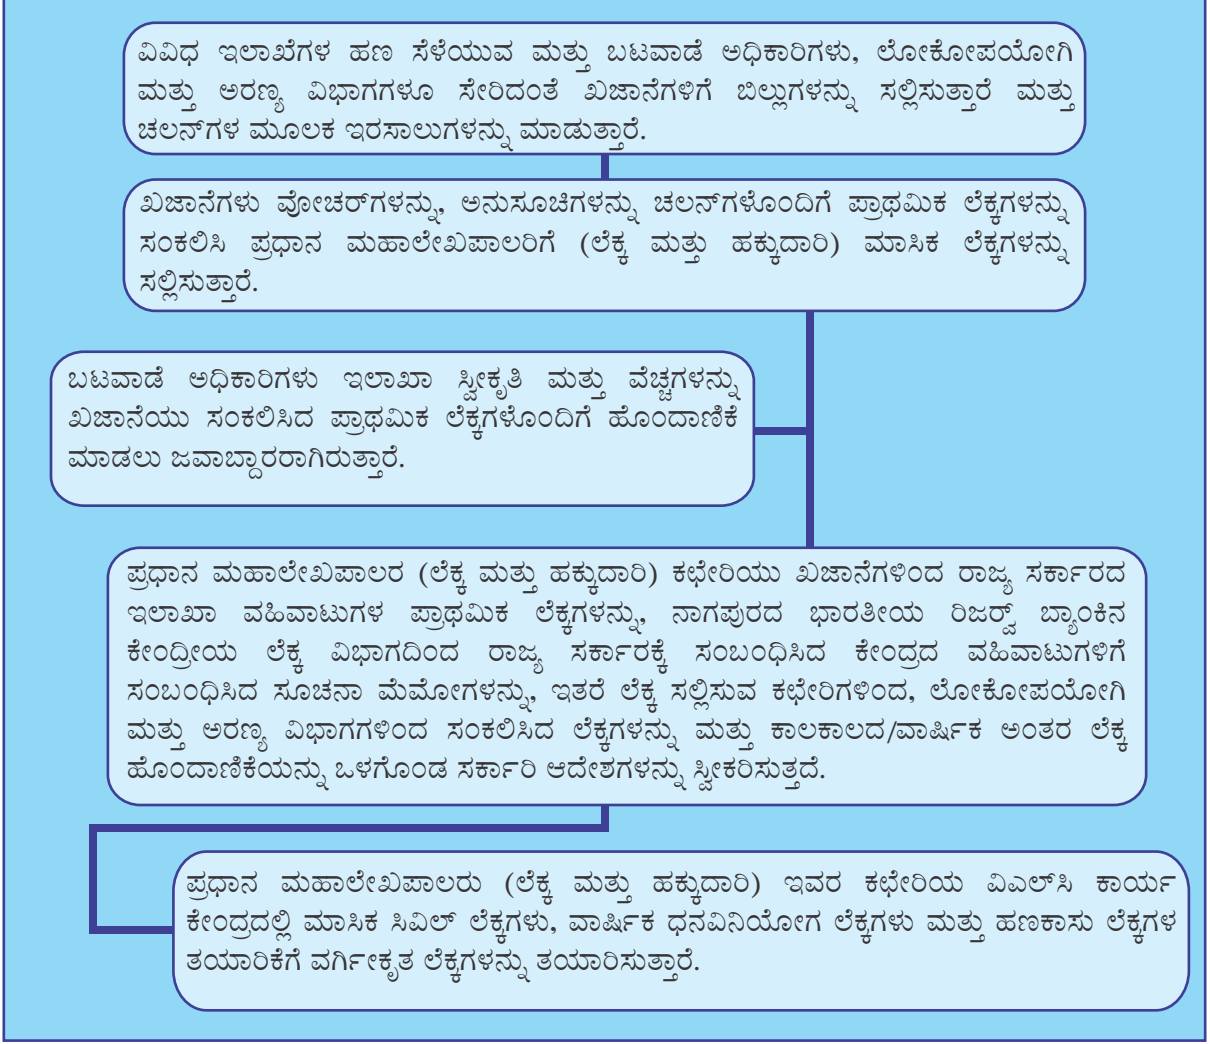 ವಿವಿಧ ಇಲಾಖೆಗಳ ಹಣ ಸೆಳೆಯುವ ಮತ್ತು ಬಟವಾಡೆ ಅಧಿಕಾರಿಗಳು, ಲೋಕೋಪಯೋಗಿ
ಮತ್ತು ಅರಣ್ಯ ವಿಭಾಗಗಳೂ ಸೇರಿದಂತೆ ಖಜಾನೆಗಳಿಗೆ ಬಿಲ್ಲುಗಳನ್ನು ಸಲ್ಲಿಸುತ್ತಾರೆ ಮತ್ತು
ಚಲನ್‌ಗಳ ಮೂಲಕ ಇರಸಾಲುಗಳನ್ನು ಮಾಡುತ್ತಾರೆ.
ಖಜಾನೆಗಳು ವೋಚರ್‌ಗಳನ್ನು, ಅನುಸೂಚಿಗಳನ್ನು ಚಲನ್‌ಗಳೊಂದಿಗೆ ಪ್ರಾಥಮಿಕ ಲೆಕ್ಕಗಳನ್ನು
ಸಂಕಲಿಸಿ ಪ್ರಧಾನ ಮಹಾಲೇಖಪಾಲರಿಗೆ (ಲೆಕ್ಕ ಮತ್ತು ಹಕ್ಕುದಾರಿ) ಮಾಸಿಕ ಲೆಕ್ಕಗಳನ್ನು
ಸಲ್ಲಿಸುತ್ತಾರೆ.
ಬಟವಾಡೆ ಅಧಿಕಾರಿಗಳು ಇಲಾಖಾ ಸ್ವೀಕೃತಿ ಮತ್ತು ವೆಚ್ಚಗಳನ್ನು
ಖಜಾನೆಯು ಸಂಕಲಿಸಿದ ಪ್ರಾಥಮಿಕ ಲೆಕ್ಕಗಳೊಂದಿಗೆ ಹೊಂದಾಣಿಕೆ
ಮಾಡಲು ಜವಾಬ್ದಾರರಾಗಿರುತ್ತಾರೆ.
ಪ್ರಧಾನ ಮಹಾಲೇಖಪಾಲರ (ಲೆಕ್ಕ ಮತ್ತು ಹಕ್ಕುದಾರಿ) ಕಛೇರಿಯು ಖಜಾನೆಗಳಿಂದ ರಾಜ್ಯ ಸರ್ಕಾರದ
ಇಲಾಖಾ ವಹಿವಾಟುಗಳ ಪ್ರಾಥಮಿಕ ಲೆಕ್ಕಗಳನ್ನು, ನಾಗಪುರದ ಭಾರತೀಯ ರಿಜರ್ವ್ ಬ್ಯಾಂಕಿನ
ಕೇಂದ್ರೀಯ ಲೆಕ್ಕ ವಿಭಾಗದಿಂದ ರಾಜ್ಯ ಸರ್ಕಾರಕ್ಕೆ ಸಂಬಂಧಿಸಿದ ಕೇಂದ್ರದ ವಹಿವಾಟುಗಳಿಗೆ
ಸಂಬಂಧಿಸಿದ ಸೂಚನಾ ಮೆಮೋಗಳನ್ನು, ಇತರೆ ಲೆಕ್ಕ ಸಲ್ಲಿಸುವ ಕಛೇರಿಗಳಿಂದ, ಲೋಕೋಪಯೋಗಿ
ಮತ್ತು ಅರಣ್ಯ ವಿಭಾಗಗಳಿಂದ ಸಂಕಲಿಸಿದ ಲೆಕ್ಕಗಳನ್ನು ಮತ್ತು ಕಾಲಕಾಲದ/ವಾರ್ಷಿಕ ಅಂತರ ಲೆಕ್ಕ
ಹೊಂದಾಣಿಕೆಯನ್ನು ಒಳಗೊಂಡ ಸರ್ಕಾರಿ ಆದೇಶಗಳನ್ನು ಸ್ವೀಕರಿಸುತ್ತದೆ.
ಪ್ರಧಾನ ಮಹಾಲೇಖಪಾಲರು (ಲೆಕ್ಕ ಮತ್ತು ಹಕ್ಕುದಾರಿ) ಇವರ ಕಛೇರಿಯ ವಿಎಲ್‌ಸಿ ಕಾರ್ಯ
ಕೇಂದ್ರದಲ್ಲಿ ಮಾಸಿಕ ಸಿವಿಲ್ ಲೆಕ್ಕಗಳು, ವಾರ್ಷಿಕ ಧನವಿನಿಯೋಗ ಲೆಕ್ಕಗಳು ಮತ್ತು ಹಣಕಾಸು ಲೆಕ್ಕಗಳ
ತಯಾರಿಕೆಗೆ ವರ್ಗೀಕೃತ ಲೆಕ್ಕಗಳನ್ನು ತಯಾರಿಸುತ್ತಾರೆ.